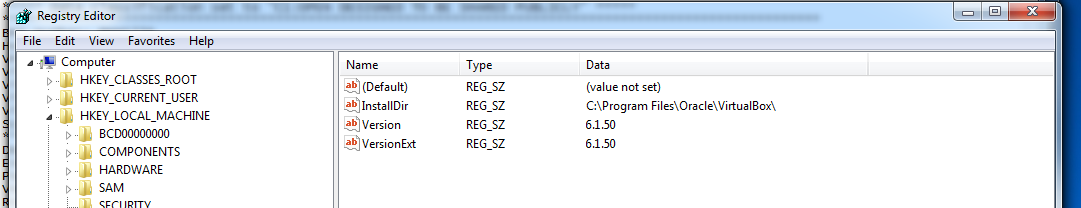 Registry Editor
File Edit View Favorites Help
Computer
HKEY_CLASSES_ROOT
HKEY_CURRENT_USER
HKEY_LOCAL_MACHINE
BCD00000000
COMPONENTS
HARDWARE
SAM
SECURITY
Name Type Data
(Default) REG_SZ (value not set)
InstallDir REG_SZ C:\Program Files\Oracle\VirtualBox\
Version REG_SZ 6.1.50
VersionExt REG_SZ 6.1.50